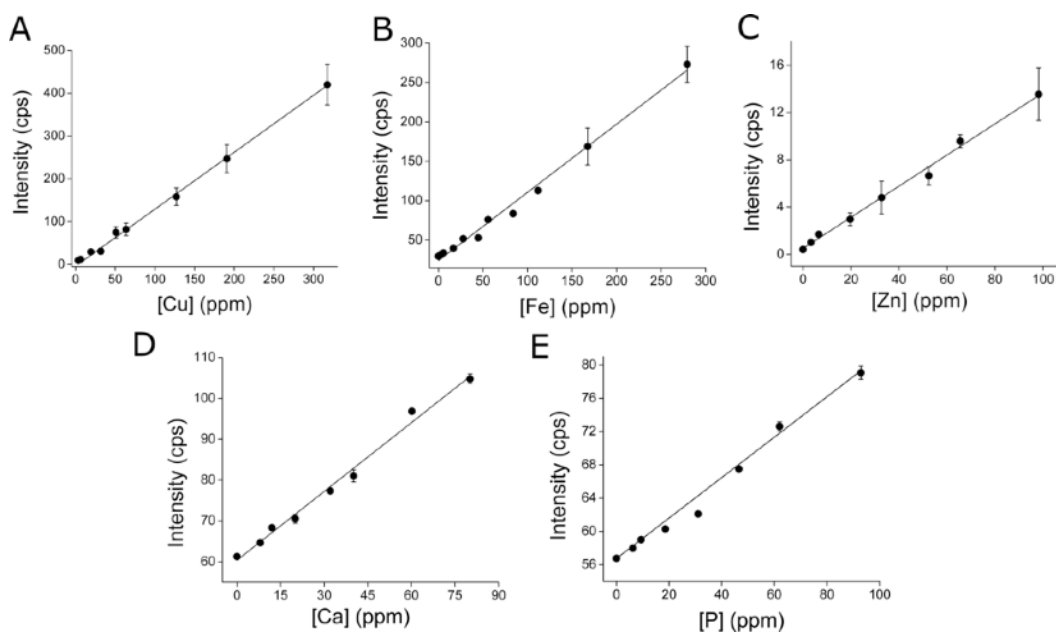 A
500
400
300
200
100
0
Intensity (cps)
0 50 100 150 200 250 300
[Cu] (ppm)
B
300
250
200
150
100
50
Intensity (cps)
0 50 100 150 200 250 300
[Fe] (ppm)
C
16
12
8
4
0
Intensity (cps)
0 20 40 60 80 100
[Zn] (ppm)
D
110
100
90
80
70
60
Intensity (cps)
0 15 30 45 60 75 90
[Ca] (ppm)
E
80
76
72
68
64
60
56
Intensity (cps)
0 20 40 60 80 100
[P] (ppm)